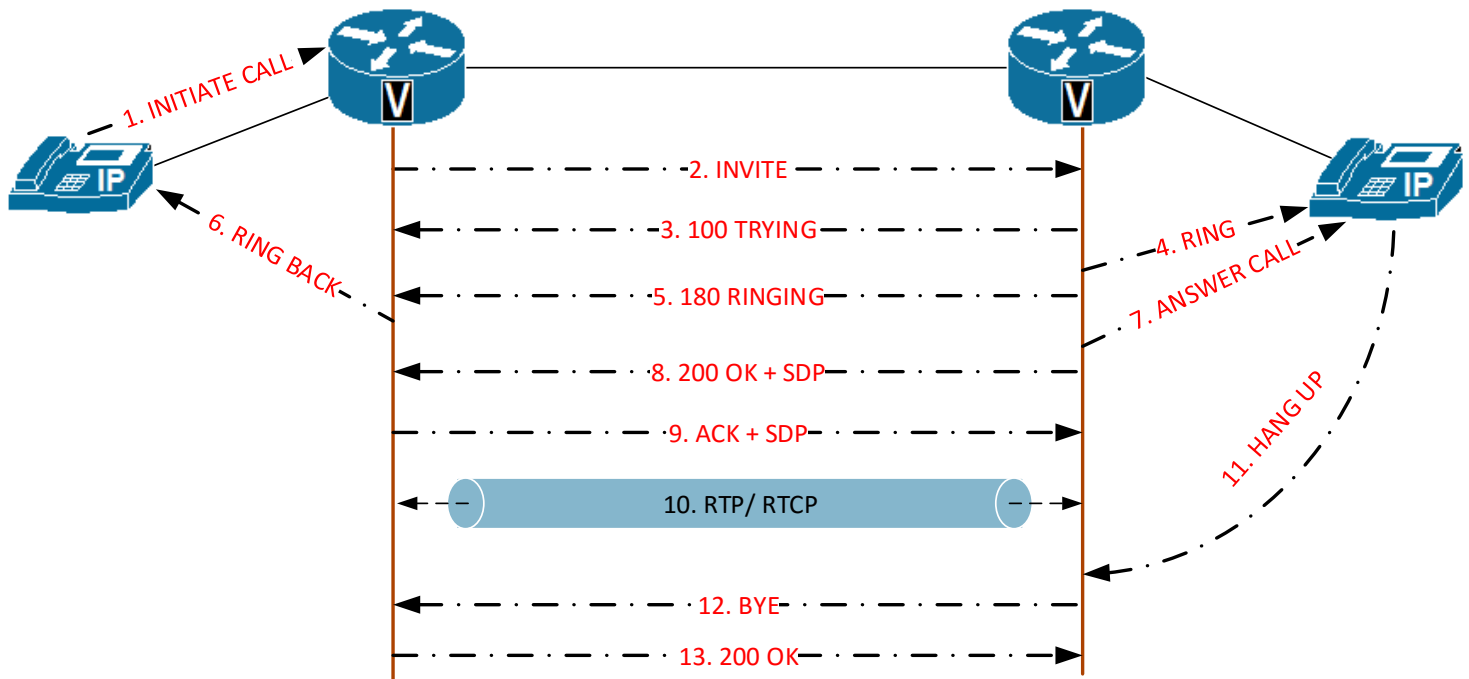 1. INITIATE CALL
V
V
IP
IP
2. INVITE
3. 100 TRYING
4. RING
5. 180 RINGING
6. RING BACK
7. ANSWER CALL
8. 200 OK + SDP
9. ACK + SDP
10. RTP/ RTCP
11. HANG UP
12. BYE
13. 200 OK